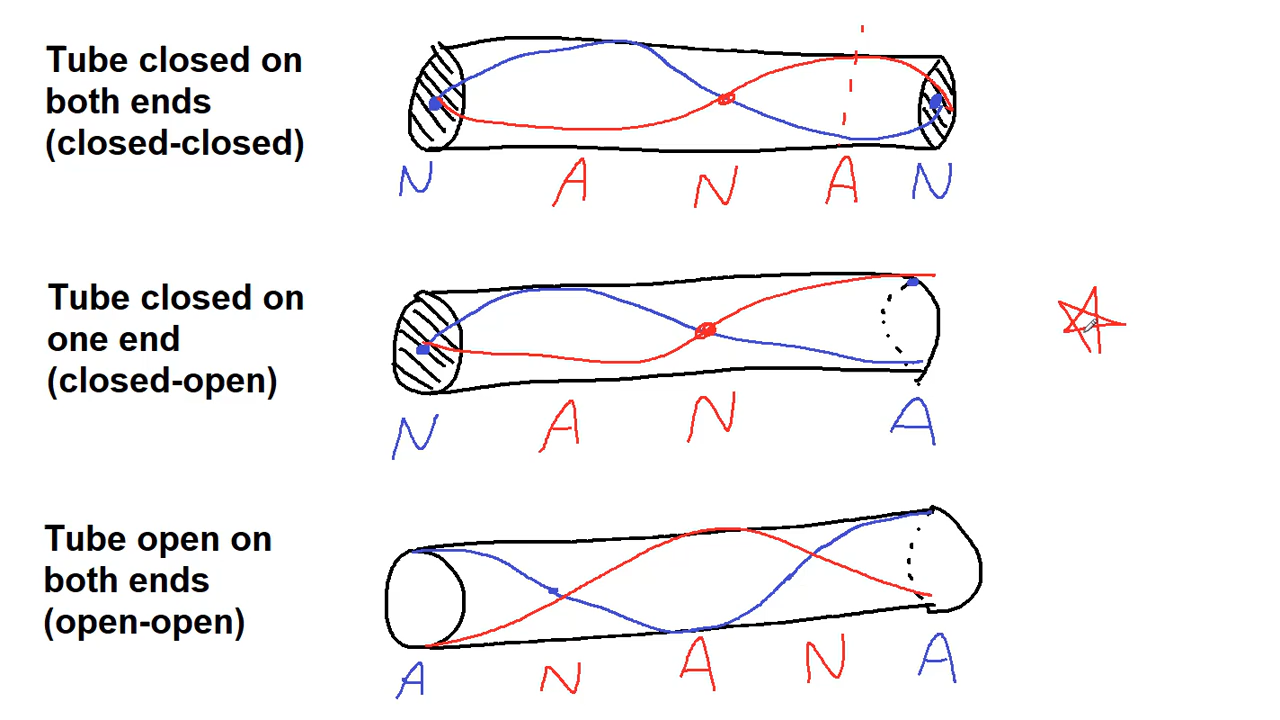 Tube closed on
both ends
(closed-closed)
N A N A N
Tube closed on
one end
(closed-open)
N A N A
Tube open on
both ends
(open-open)
A N A N A